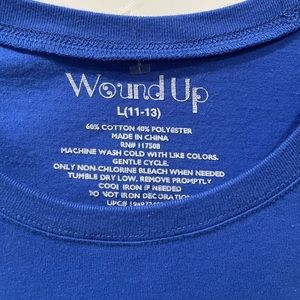 Wound Up
L(11-13)
60% COTTON 40% POLYESTER
MADE IN CHINA
RN# 117508
MACHINE WASH COLD WITH LIKE COLORS.
GENTLE CYCLE.
ONLY NON-CHLORINE BLEACH WHEN NEEDED
TUMBLE DRY LOW. REMOVE PROMPTLY
COOL IRON IF NEEDED
DO NOT IRON DECORATION
UPC#